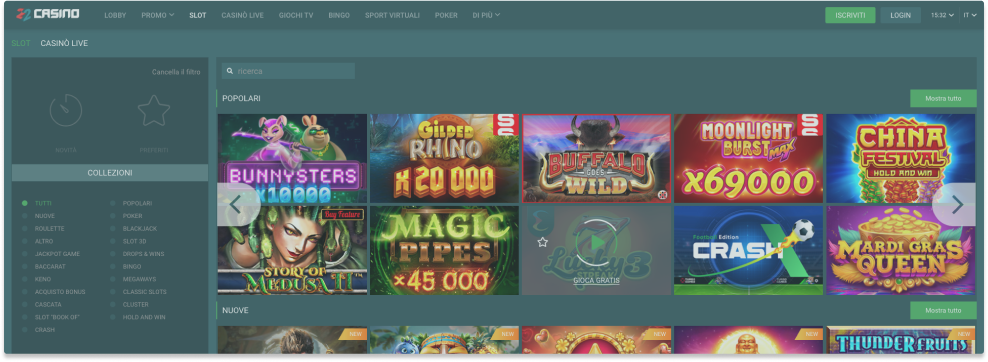 22 CASINO LOBBY PROMO SLOT CASINÒ LIVE GIOCHI TV BINGO SPORT VIRTUALI POKER DI PIÙ ISCRIVITI LOGIN 15:32 IT
SLOT CASINÒ LIVE
Cancella il filtro
ricerca
POPOLARI Mostra tutto
COLLEZIONI
TUTTI POPOLARI
NUOVE POKER
ROULETTE BLACKJACK
ALTRO SLOT 3D
JACKPOT GAME DROPS & WINS
BACCARAT BINGO
KENO MEGAWAYS
ACQUISTO BONUS CLASSIC SLOTS
CASCATA CLUSTER
SLOT "BOOK OF" HOLD AND WIN
CRASH
BUNNYSTERS
X10000
GILDED
RHINO
X 20 000
BUFFALO
GOES
WILD
MOONLIGHT
BURST MAX
X69000
CHINA
FESTIVAL
HOLD AND WIN
Buy Feature
STORY OF
MEDUSA II
MAGIC
PIPES
×45 000
Lucky 3
GIOCA GRATIS
Football Edition
CRASH X
MARDI GRAS
QUEEN
NUOVE Mostra tutto
NEW
NEW
NEW
NEW
THUNDER FRUITS